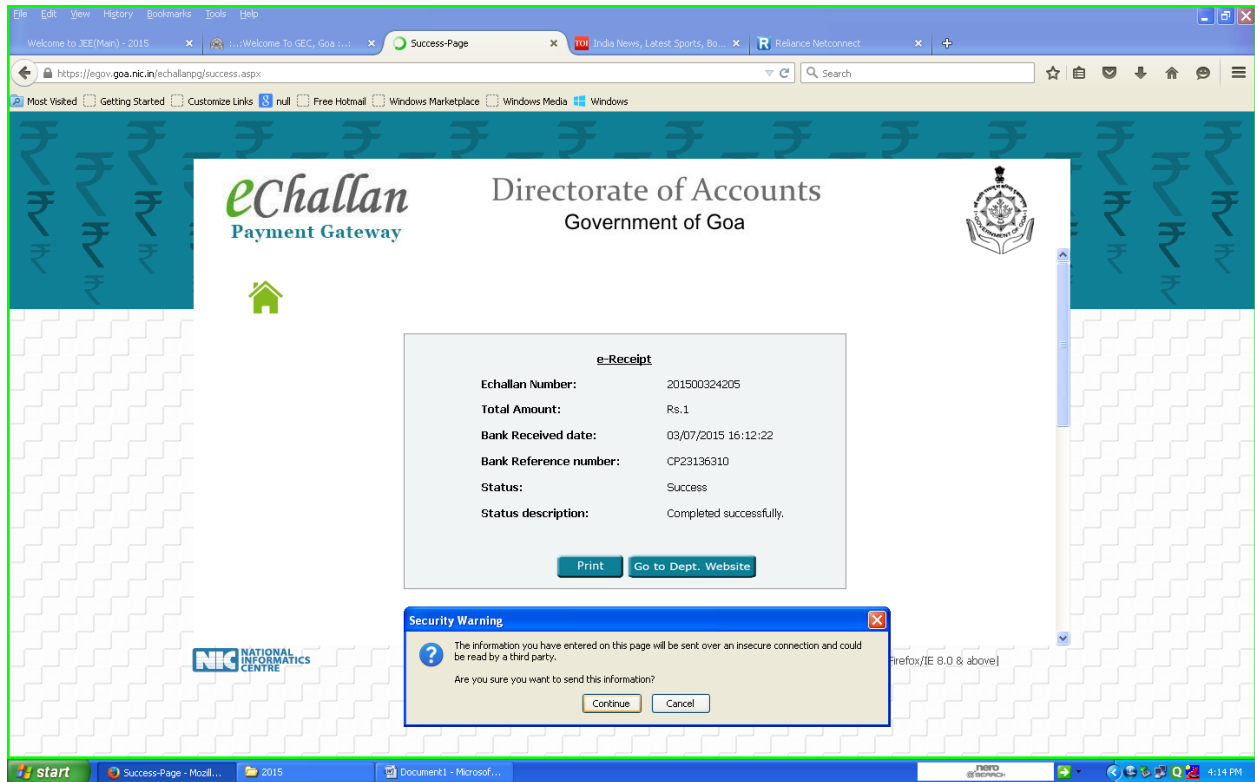 File Edit View History Bookmarks Tools Help
Welcome to JEE(Main) - 2015 × :..:Welcome To GEC, Goa :..: × Success-Page × TOI India News, Latest Sports, Bo... × R Reliance Netconnect × +
https://egov.goa.nic.in/echallanpg/success.aspx Search
Most Visited Getting Started Customize Links 8 null Free Hotmail Windows Marketplace Windows Media Windows
eChallan
Payment Gateway
Directorate of Accounts
Government of Goa
e-Receipt
Echallan Number: 201500324205
Total Amount: Rs.1
Bank Received date: 03/07/2015 16:12:22
Bank Reference number: CP23136310
Status: Success
Status description: Completed successfully.
Print Go to Dept. Website
Security Warning
The information you have entered on this page will be sent over an insecure connection and could
be read by a third party.
Are you sure you want to send this information?
Continue Cancel
NIC NATIONAL
INFORMATICS
CENTRE
Firefox/IE 8.0 & above]
start Success-Page - Mozil... 2015 Document1 - Microsof... nero 4:14 PM